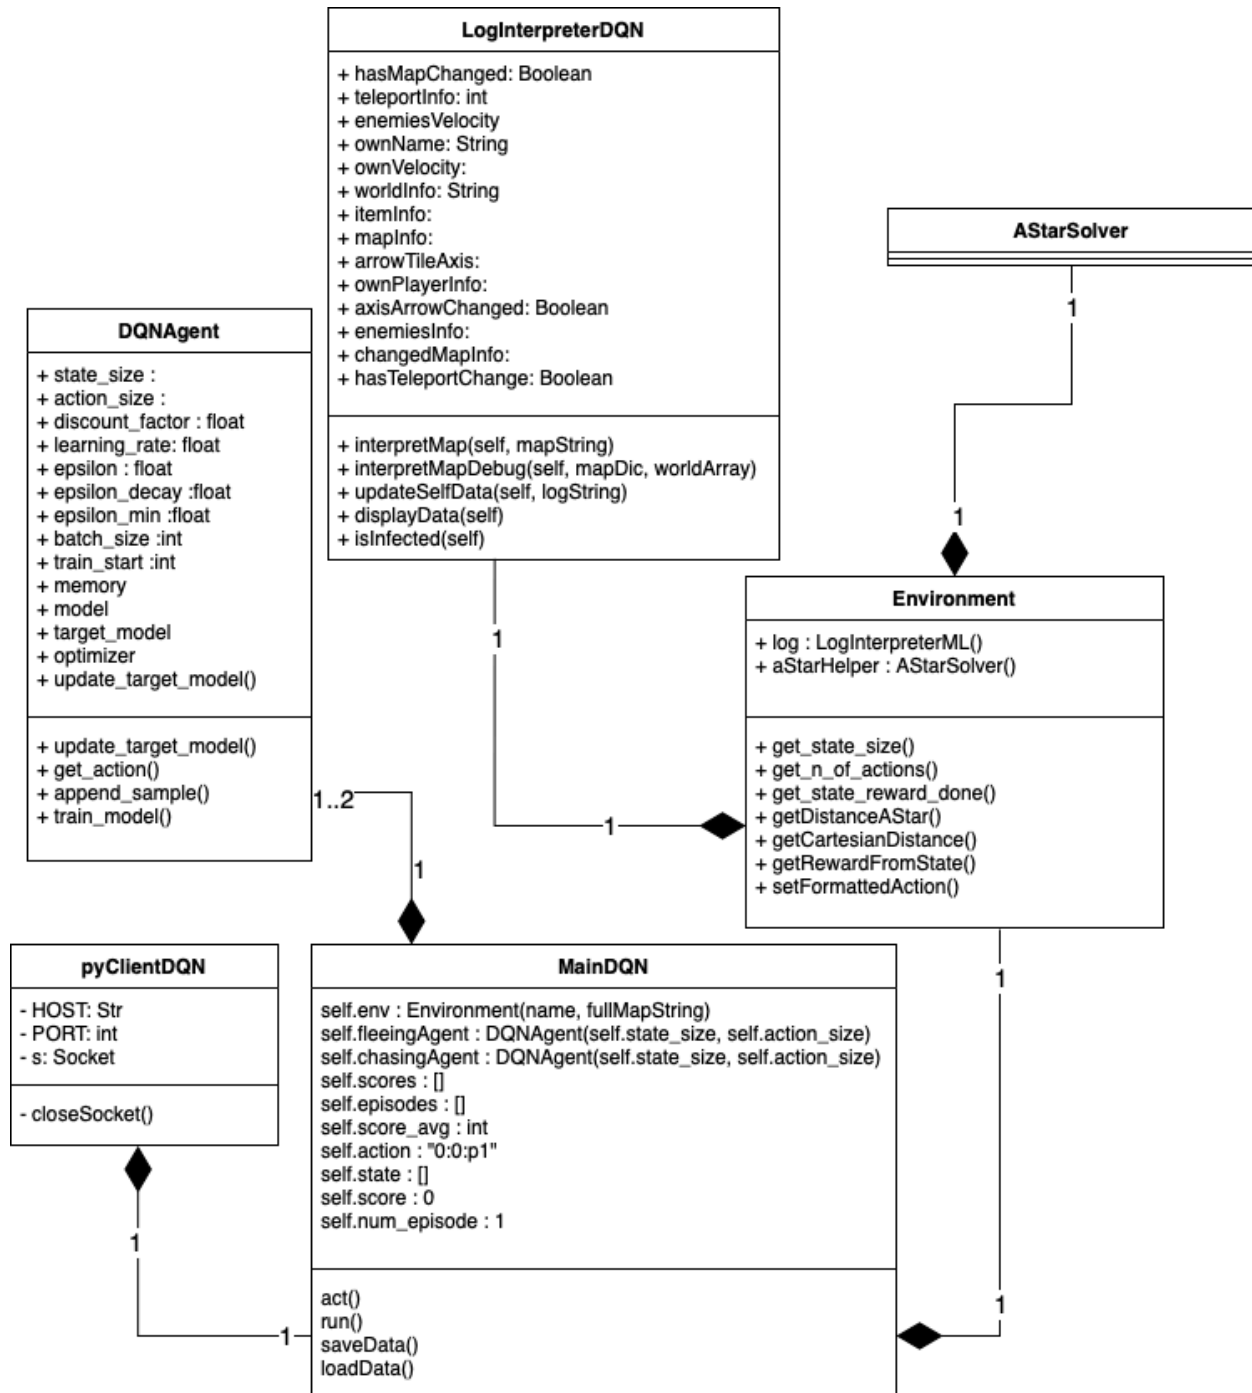 LogInterpreterDQN
+ hasMapChanged: Boolean
+ teleportInfo: int
+ enemiesVelocity
+ ownName: String
+ ownVelocity:
+ worldInfo: String
+ itemInfo:
+ mapInfo:
+ arrowTileAxis:
+ ownPlayerInfo:
+ axisArrowChanged: Boolean
+ enemiesInfo:
+ changedMapInfo:
+ hasTeleportChange: Boolean
+ interpretMap(self, mapString)
+ interpretMapDebug(self, mapDic, worldArray)
+ updateSelfData(self, logString)
+ displayData(self)
+ isInfected(self)
AStarSolver
1
1
DQNAgent
+ state_size :
+ action_size :
+ discount_factor : float
+ learning_rate: float
+ epsilon : float
+ epsilon_decay :float
+ epsilon_min :float
+ batch_size :int
+ train_start :int
+ memory
+ model
+ target_model
+ optimizer
+ update_target_model()
+ update_target_model()
+ get_action()
+ append_sample()
+ train_model()
1..2
1
1
1
Environment
+ log : LogInterpreterML()
+ aStarHelper : AStarSolver()
+ get_state_size()
+ get_n_of_actions()
+ get_state_reward_done()
+ getDistanceAStar()
+ getCartesianDistance()
+ getRewardFromState()
+ setFormattedAction()
1
1
pyClientDQN
- HOST: Str
- PORT: int
- s: Socket
- closeSocket()
1
1
MainDQN
self.env : Environment(name, fullMapString)
self.fleeingAgent : DQNAgent(self.state_size, self.action_size)
self.chasingAgent : DQNAgent(self.state_size, self.action_size)
self.scores : []
self.episodes : []
self.score_avg : int
self.action : "0:0:p1"
self.state : []
self.score : 0
self.num_episode : 1
act()
run()
saveData()
loadData()